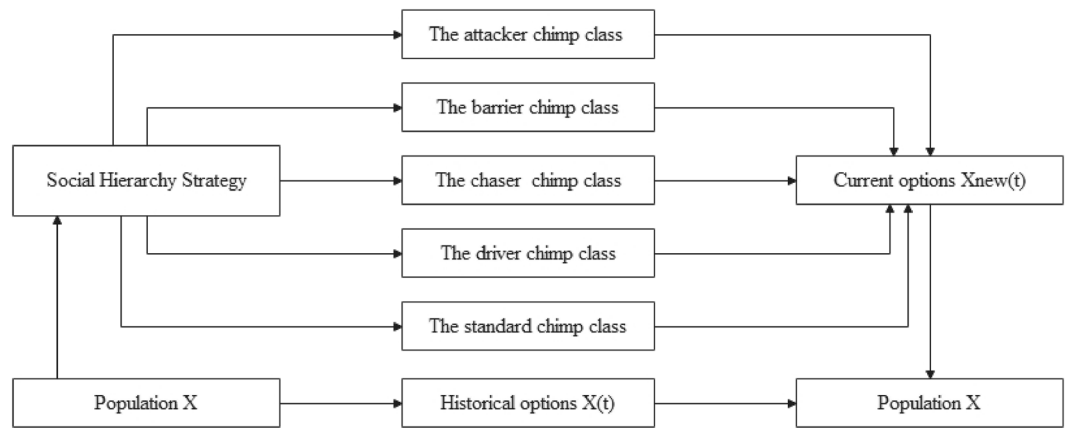 The attacker chimp class
The barrier chimp class
Social Hierarchy Strategy
The chaser chimp class
Current options Xnew(t)
The driver chimp class
The standard chimp class
Population X
Historical options X(t)
Population X